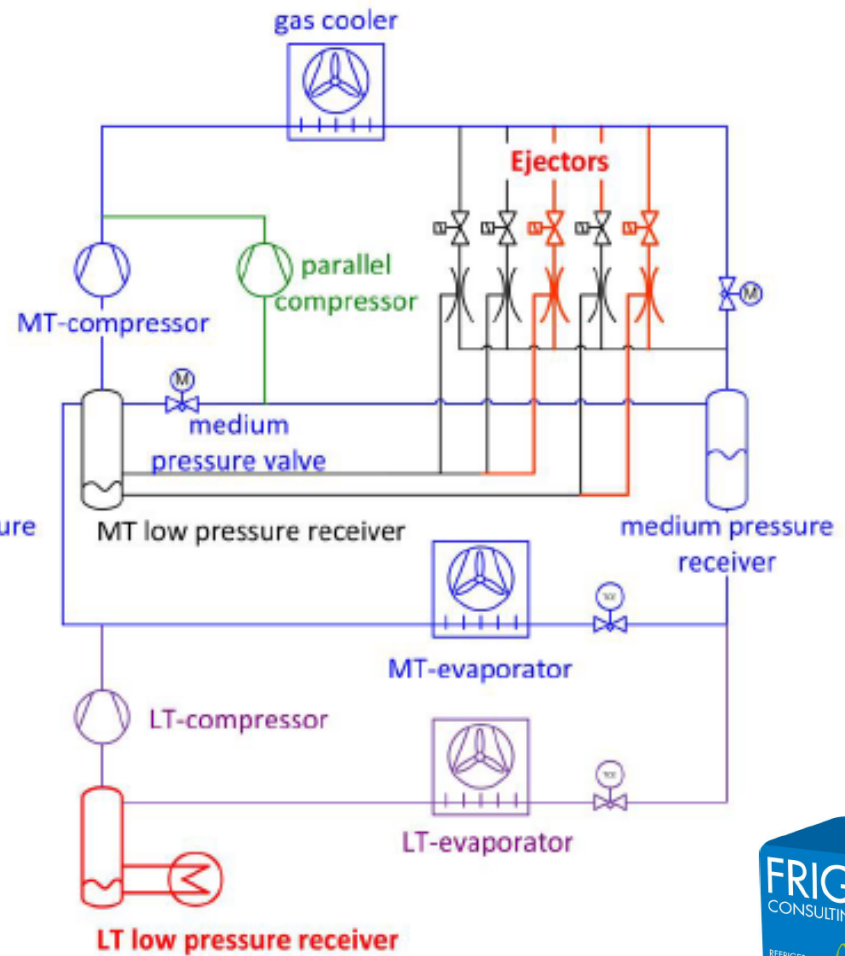 gas cooler
Ejectors
parallel
compressor
MT-compressor
M
M
medium
pressure valve
ure
MT low pressure receiver
medium pressure
receiver
MT-evaporator
LT-compressor
LT-evaporator
LT low pressure receiver
FRIG
CONSULTIN